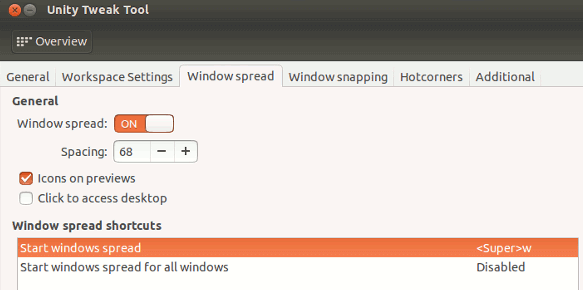 Unity Tweak Tool
Overview
General Workspace Settings Window spread Window snapping Hotcorners Additional
General
Window spread: ON
Spacing: 68 − +
Icons on previews
Click to access desktop
Window spread shortcuts
Start windows spread <Super>w
Start windows spread for all windows Disabled